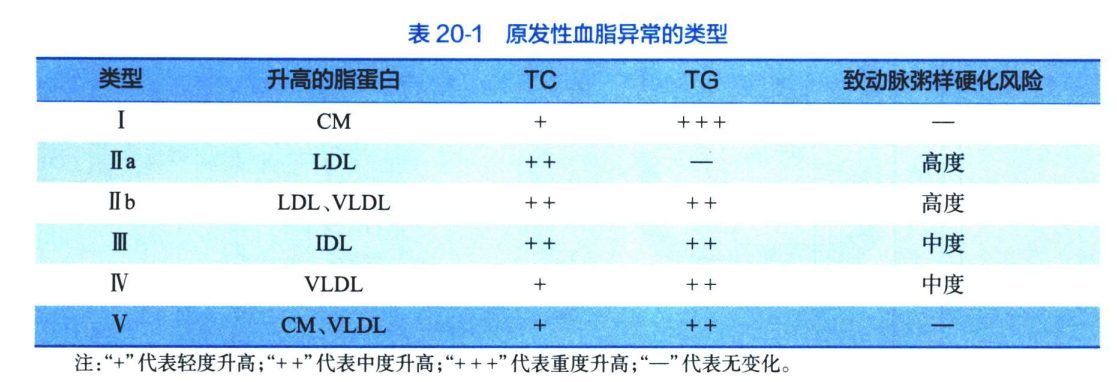 表 20-1 原发性血脂异常的类型
类型 升高的脂蛋白 TC TG 致动脉粥样硬化风险
Ⅰ CM + +++ —
Ⅱa LDL ++ — 高度
Ⅱb LDL、VLDL ++ ++ 高度
Ⅲ IDL ++ ++ 中度
Ⅳ VLDL + ++ 中度
Ⅴ CM、VLDL + ++ —
注：“+”代表轻度升高；“++”代表中度升高；“+++”代表重度升高；“—”代表无变化。